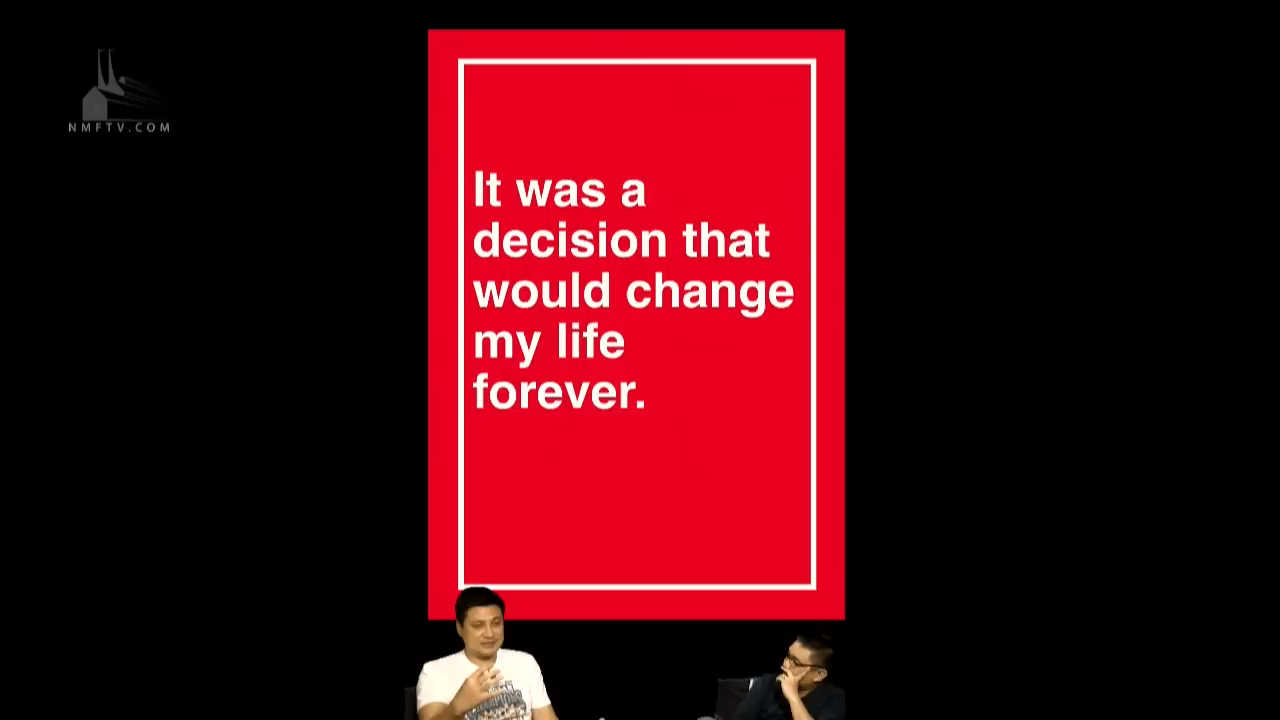 NMFTV.COM
It was a
decision that
would change
my life
forever.